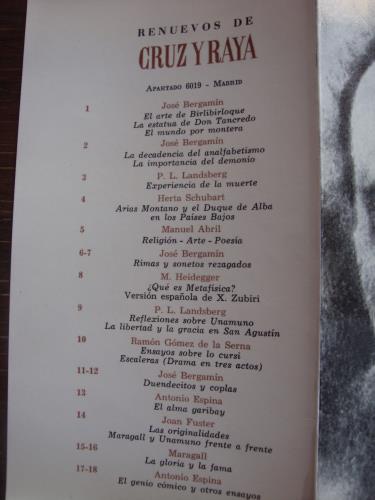 RENUEVOS DE
CRUZ Y RAYA
APARTADO 6019 - MADRID
1 José Bergamín
El arte de Birlibirloque
La estatua de Don Tancredo
El mundo por montera
2 José Bergamín
La decadencia del analfabetismo
La importancia del demonio
3 P. L. Landsberg
Experiencia de la muerte
4 Herta Schubart
Arias Montano y el Duque de Alba
en los Países Bajos
5 Manuel Abril
Religión - Arte - Poesía
6-7 José Bergamín
Rimas y sonetos rezagados
8 M. Heidegger
¿Qué es Metafísica?
Versión española de X. Zubiri
9 P. L. Landsberg
Reflexiones sobre Unamuno
La libertad y la gracia en San Agustín
10 Ramón Gómez de la Serna
Ensayos sobre lo cursi
Escaleras (Drama en tres actos)
11-12 José Bergamín
Duendecitos y coplas
13 Antonio Espina
El alma garibay
14 Joan Fuster
Las originalidades
Maragall y Unamuno frente a frente
15-16 Maragall
La gloria y la fama
17-18 Antonio Espina
El genio cómico y otros ensayos